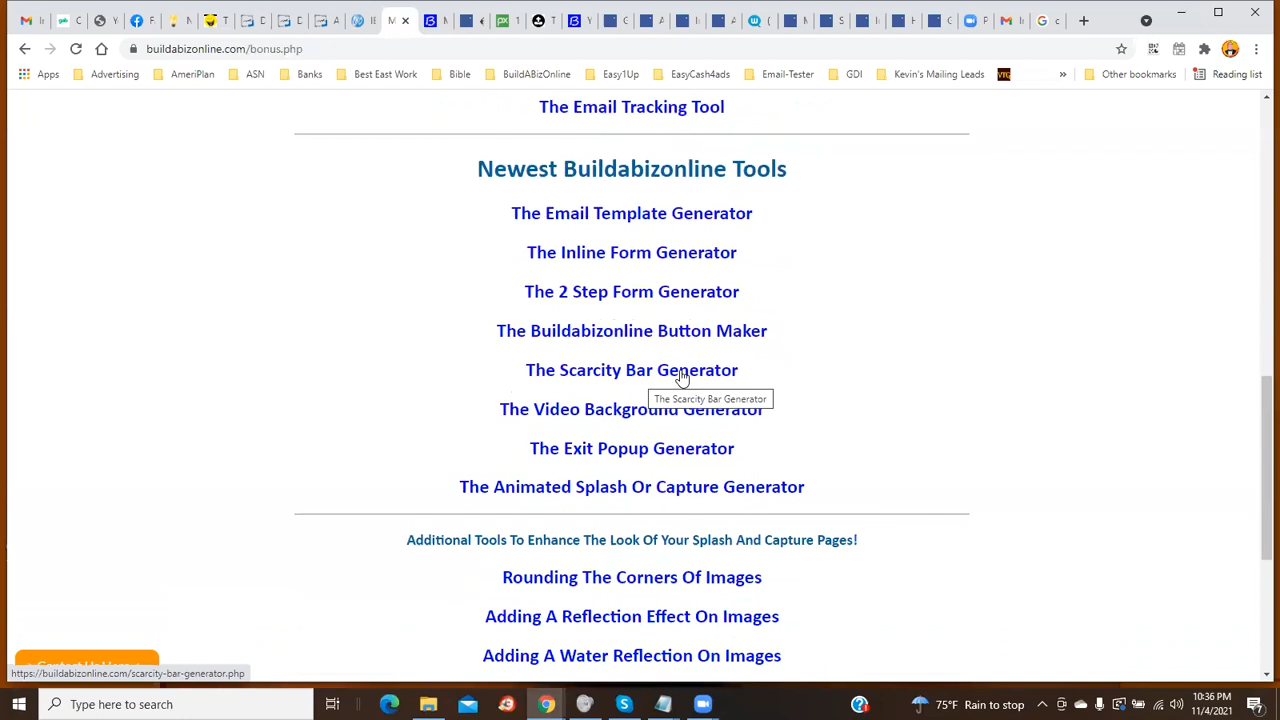 buildabizonline.com/bonus.php
Apps
Advertising
AmeriPlan
ASN
Banks
Best East Work
Bible
BuildABizOnline
Easy1Up
EasyCash4ads
Email-Tester
GDI
Kevin's Mailing Leads
VTG
»
Other bookmarks
Reading list
The Email Tracking Tool
Newest Buildabizonline Tools
The Email Template Generator
The Inline Form Generator
The 2 Step Form Generator
The Buildabizonline Button Maker
The Scarcity Bar Generator
The Scarcity Bar Generator
The Video Background Generator
The Exit Popup Generator
The Animated Splash Or Capture Generator
Additional Tools To Enhance The Look Of Your Splash And Capture Pages!
Rounding The Corners Of Images
Adding A Reflection Effect On Images
Adding A Water Reflection On Images
https://buildabizonline.com/scarcity-bar-generator.php
Type here to search
75°F Rain to stop
10:36 PM
11/4/2021